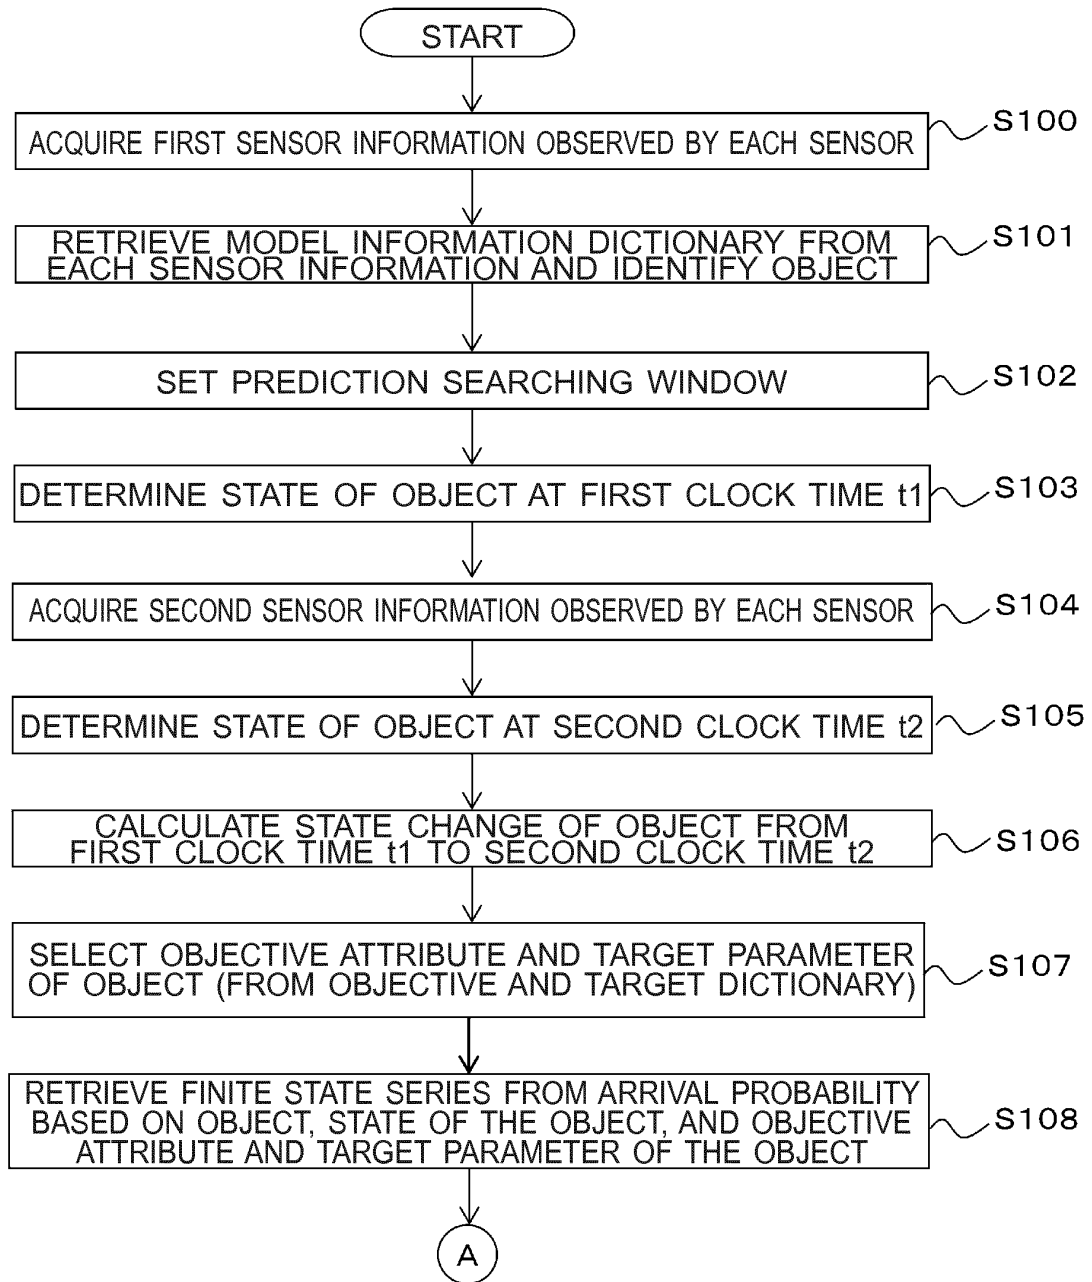 START
ACQUIRE FIRST SENSOR INFORMATION OBSERVED BY EACH SENSOR
S100
RETRIEVE MODEL INFORMATION DICTIONARY FROM
EACH SENSOR INFORMATION AND IDENTIFY OBJECT
S101
SET PREDICTION SEARCHING WINDOW
S102
DETERMINE STATE OF OBJECT AT FIRST CLOCK TIME t1
S103
ACQUIRE SECOND SENSOR INFORMATION OBSERVED BY EACH SENSOR
S104
DETERMINE STATE OF OBJECT AT SECOND CLOCK TIME t2
S105
CALCULATE STATE CHANGE OF OBJECT FROM
FIRST CLOCK TIME t1 TO SECOND CLOCK TIME t2
S106
SELECT OBJECTIVE ATTRIBUTE AND TARGET PARAMETER
OF OBJECT (FROM OBJECTIVE AND TARGET DICTIONARY)
S107
RETRIEVE FINITE STATE SERIES FROM ARRIVAL PROBABILITY
BASED ON OBJECT, STATE OF THE OBJECT, AND OBJECTIVE
ATTRIBUTE AND TARGET PARAMETER OF THE OBJECT
S108
A